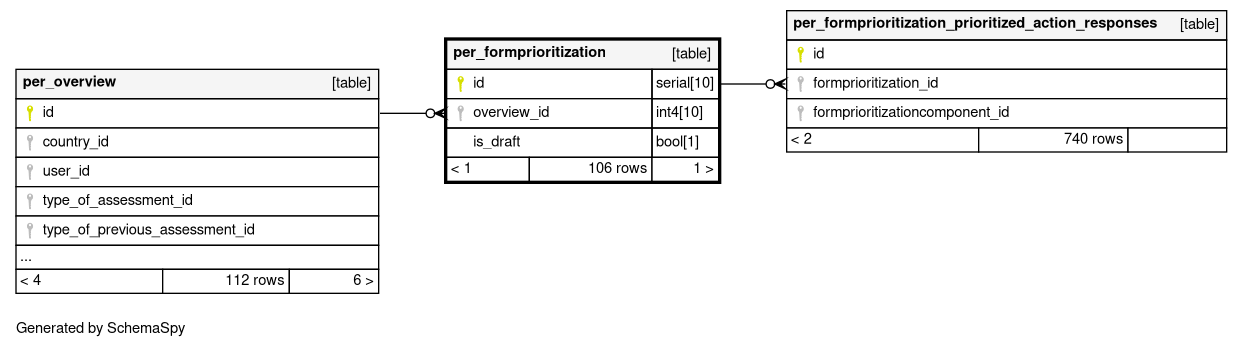 per_overview [table]
id
country_id
user_id
type_of_assessment_id
type_of_previous_assessment_id
...
< 4 112 rows 6 >
per_formprioritization [table]
id serial[10]
overview_id int4[10]
is_draft bool[1]
< 1 106 rows 1 >
per_formprioritization_prioritized_action_responses [table]
id
formprioritization_id
formprioritizationcomponent_id
< 2 740 rows
Generated by SchemaSpy